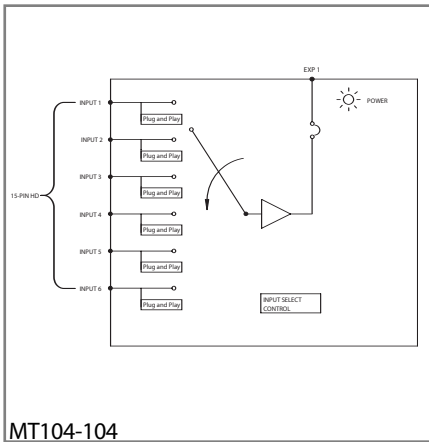 EXP 1
POWER
INPUT 1
Plug and Play
INPUT 2
Plug and Play
INPUT 3
Plug and Play
15-PIN HD
INPUT 4
Plug and Play
INPUT 5
Plug and Play
INPUT 6
Plug and Play
INPUT SELECT
CONTROL
MT104-104